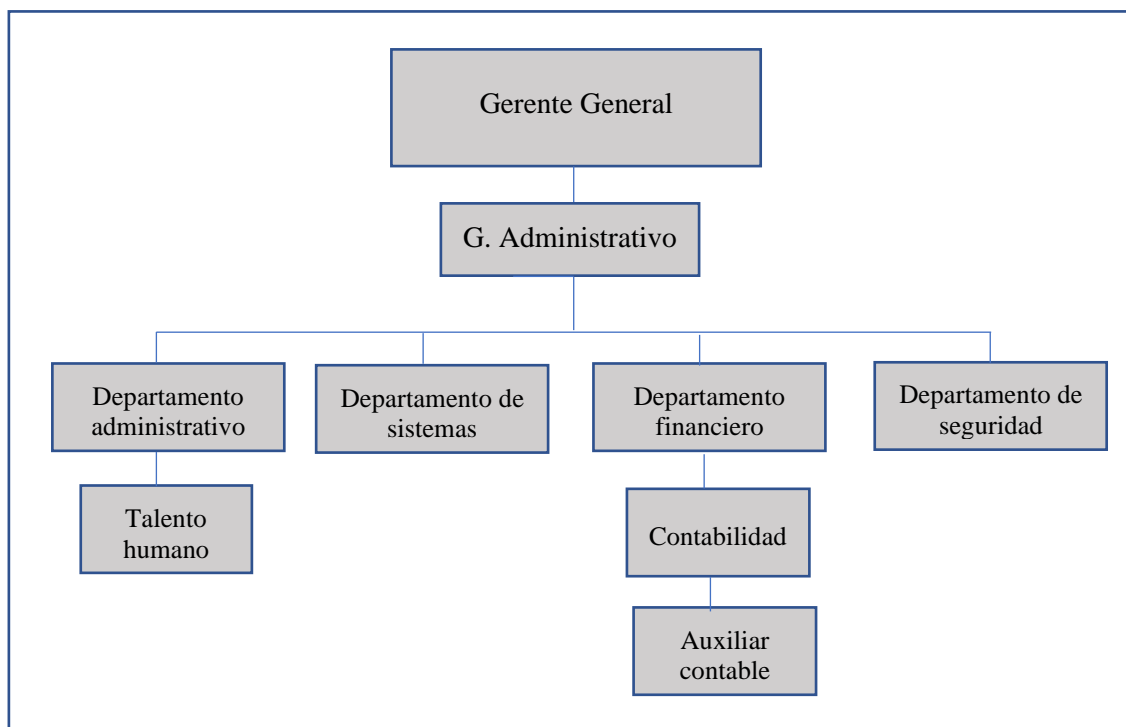 Gerente General
G. Administrativo
Departamento
administrativo
Departamento de
sistemas
Departamento
financiero
Departamento de
seguridad
Talento
humano
Contabilidad
Auxiliar
contable